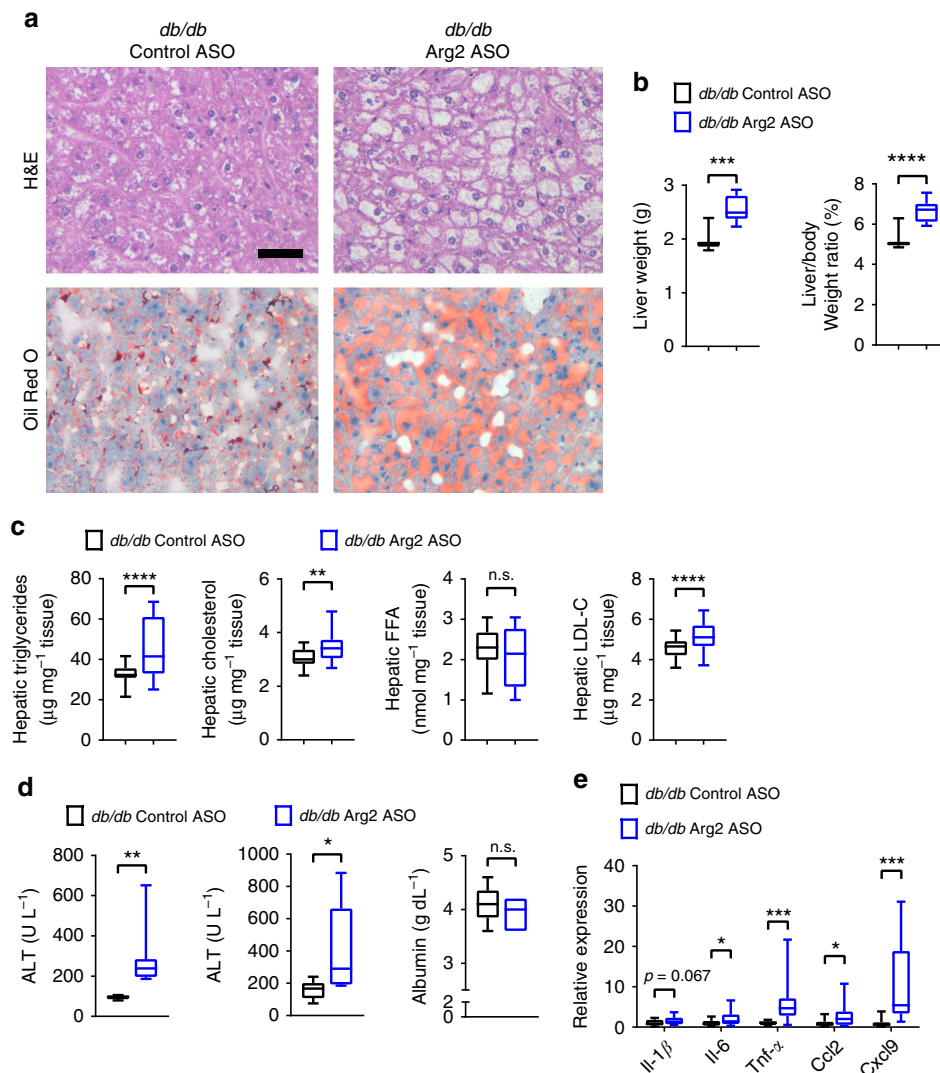 a
db/db
Control ASO
db/db
Arg2 ASO
H&E
Oil Red O
b
db/db Control ASO
db/db Arg2 ASO
Liver weight (g)
3
2
1
0
***
Liver/body
Weight ratio (%)
8
6
4
2
0
****
c
db/db Control ASO
db/db Arg2 ASO
Hepatic triglycerides
(μg mg⁻¹ tissue)
80
60
40
20
0
****
Hepatic cholesterol
(μg mg⁻¹ tissue)
6
4
2
0
**
Hepatic FFA
(nmol mg⁻¹ tissue)
4
3
2
1
0
n.s.
Hepatic LDL-C
(μg mg⁻¹ tissue)
8
6
4
2
0
****
d
db/db Control ASO
db/db Arg2 ASO
ALT (U L⁻¹)
800
600
400
200
0
**
ALT (U L⁻¹)
1000
800
600
400
200
0
*
Albumin (g dL⁻¹)
5
4
3
2
0
n.s.
e
db/db Control ASO
db/db Arg2 ASO
Relative expression
40
30
20
10
0
p = 0.067
*
***
*
***
Il-1β
Il-6
Tnf-α
Ccl2
Cxcl9